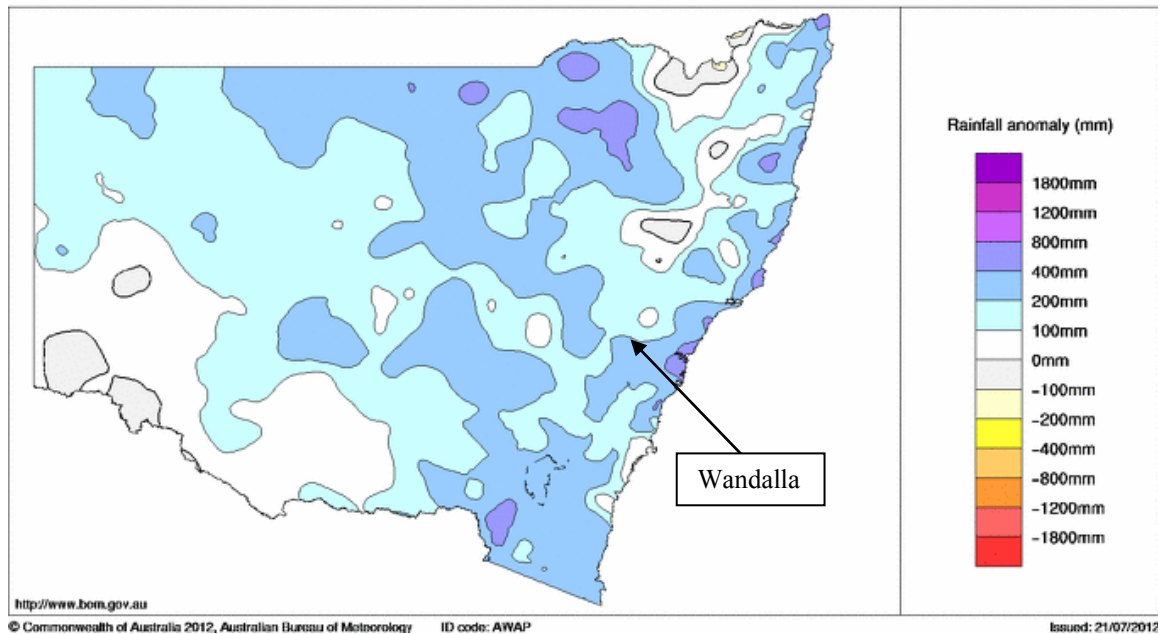 Rainfall anomaly (mm)
1800mm
1200mm
800mm
400mm
200mm
100mm
0mm
-100mm
-200mm
-400mm
-800mm
-1200mm
-1800mm
Wandalla
http://www.bom.gov.au
© Commonwealth of Australia 2012, Australian Bureau of Meteorology ID code: AWAP Issued: 21/07/2012